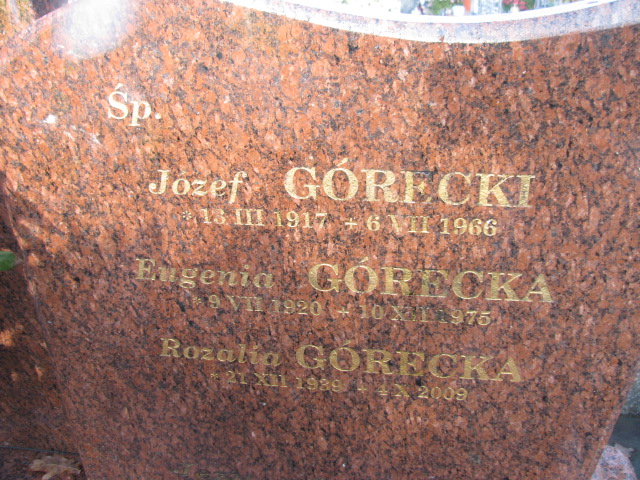 Śp.
Józef GÓRECKI
* 13 III 1917 + 6 VII 1966
Eugenia GÓRECKA
* 9 VII 1920 + 10 XII 1975
Rozalia GÓRECKA
* 21 XII 1939 + 4 X 2009